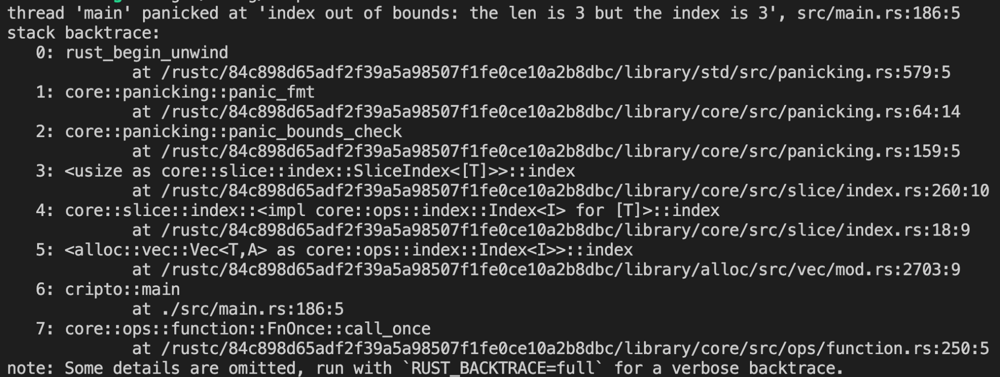 thread 'main' panicked at 'index out of bounds: the len is 3 but the index is 3', src/main.rs:186:5
stack backtrace:
   0: rust_begin_unwind
             at /rustc/84c898d65adf2f39a5a98507f1fe0ce10a2b8dbc/library/std/src/panicking.rs:579:5
   1: core::panicking::panic_fmt
             at /rustc/84c898d65adf2f39a5a98507f1fe0ce10a2b8dbc/library/core/src/panicking.rs:64:14
   2: core::panicking::panic_bounds_check
             at /rustc/84c898d65adf2f39a5a98507f1fe0ce10a2b8dbc/library/core/src/panicking.rs:159:5
   3: <usize as core::slice::index::SliceIndex<[T]>>::index
             at /rustc/84c898d65adf2f39a5a98507f1fe0ce10a2b8dbc/library/core/src/slice/index.rs:260:10
   4: core::slice::index::<impl core::ops::index::Index<I> for [T]>::index
             at /rustc/84c898d65adf2f39a5a98507f1fe0ce10a2b8dbc/library/core/src/slice/index.rs:18:9
   5: <alloc::vec::Vec<T,A> as core::ops::index::Index<I>>::index
             at /rustc/84c898d65adf2f39a5a98507f1fe0ce10a2b8dbc/library/alloc/src/vec/mod.rs:2703:9
   6: cripto::main
             at ./src/main.rs:186:5
   7: core::ops::function::FnOnce::call_once
             at /rustc/84c898d65adf2f39a5a98507f1fe0ce10a2b8dbc/library/core/src/ops/function.rs:250:5
note: Some details are omitted, run with `RUST_BACKTRACE=full` for a verbose backtrace.